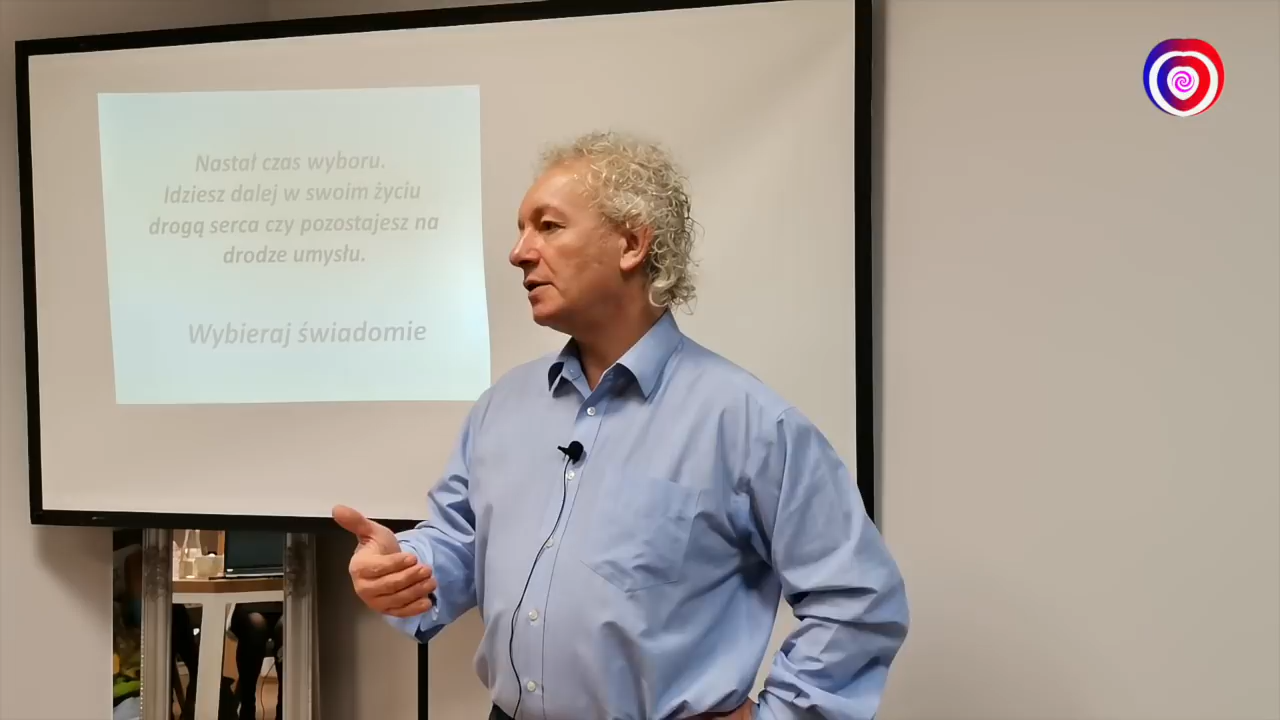 Nastał czas wyboru.
Idziesz dalej w swoim życiu
drogą serca czy pozostajesz na
drodze umysłu.
Wybieraj świadomie